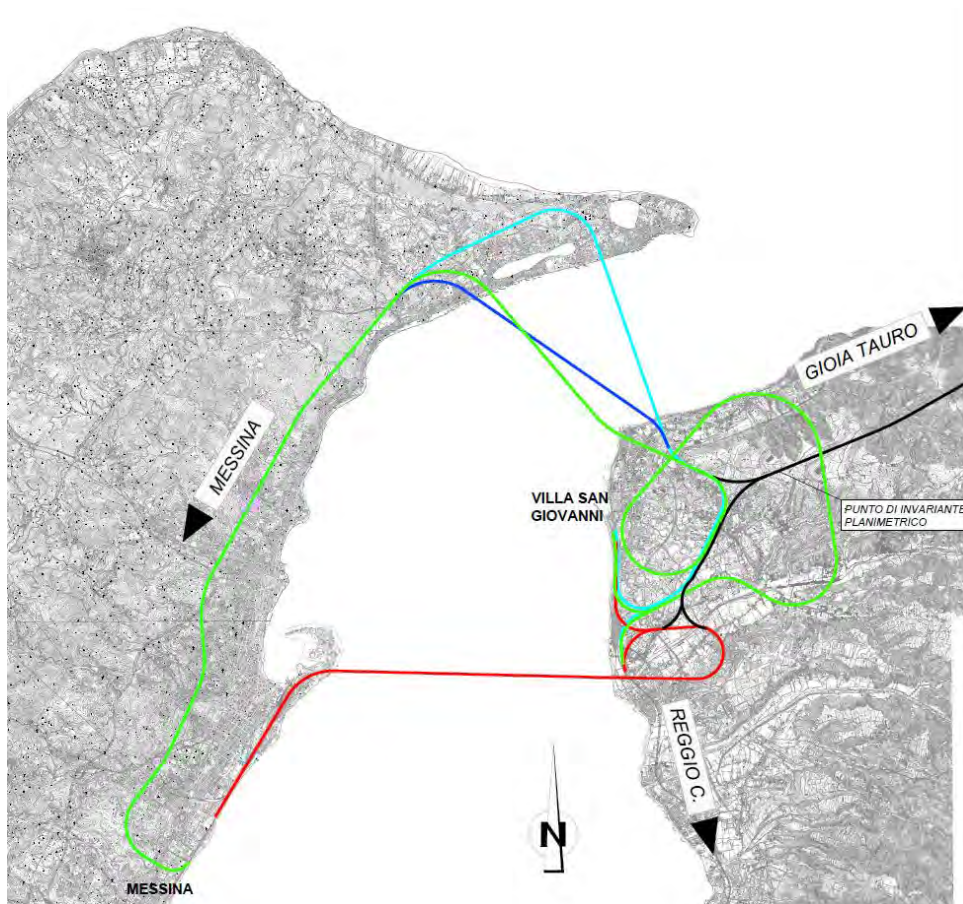 GIOIA TAURO
MESSINA
VILLA SAN
GIOVANNI
PUNTO DI INVARIANTE
PLANIMETRICO
REGGIO C.
N
MESSINA